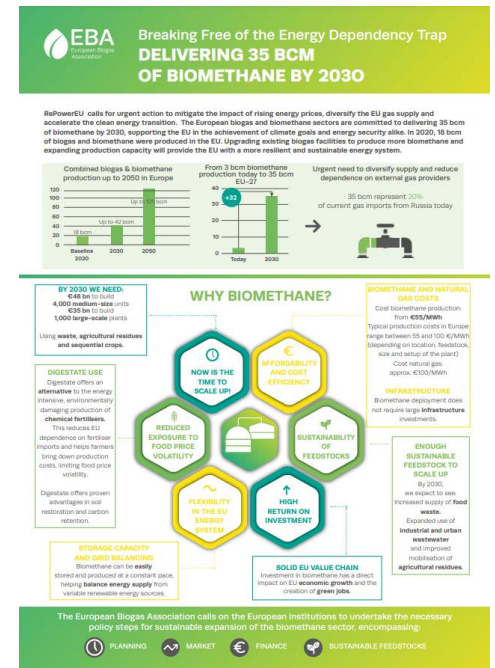 EBA
European Biogas
Association
Breaking Free of the Energy Dependency Trap
DELIVERING 35 BCM
OF BIOMETHANE BY 2030
RePowerEU calls for urgent action to mitigate the impact of rising energy prices, diversify the EU gas supply and
accelerate the clean energy transition. The European biogas and biomethane sectors are committed to delivering 35 bcm
of biomethane by 2030, supporting the EU in the achievement of climate goals and energy security alike. In 2020, 18 bcm
of biogas and biomethane were produced in the EU. Upgrading existing biogas facilities to produce more biomethane and
expanding production capacity will provide the EU with a more resilient and sustainable energy system.
Combined biogas & biomethane
production up to 2050 in Europe
120
100
80
60
40
20
0
18 bcm
Up to 42 bcm
Up to 125 bcm
Baseline
2020
2030
2050
From 3 bcm biomethane
production today to 35 bcm
EU-27
40
30
20
10
0
+32
Today
2030
Urgent need to diversify supply and reduce
dependence on external gas providers
35 bcm represent 20%
of current gas imports from Russia today
BY 2030 WE NEED:
€48 bn to build
4,000 medium-size units
€35 bn to build
1,000 large-scale plants
Using waste, agricultural residues
and sequential crops.
WHY BIOMETHANE?
BIOMETHANE AND NATURAL
GAS COSTS
Cost biomethane production
from €55/MWh
Typical production costs in Europe
range between 55 and 100 €/MWh
(depending on location, feedstock,
size and setup of the plant)
Cost natural gas:
approx. €100/MWh
INFRASTRUCTURE
Biomethane deployment does
not require large infrastructure
investments.
DIGESTATE USE
Digestate offers an
alternative to the energy
intensive, environmentally
damaging production of
chemical fertilisers.
This reduces EU
dependence on fertiliser
imports and helps farmers
bring down production
costs, limiting food price
volatility.
Digestate offers proven
advantages in soil
restoration and carbon
retention.
NOW IS THE
TIME TO
SCALE UP!
€
AFFORDABILITY
AND COST
EFFICIENCY
REDUCED
EXPOSURE TO
FOOD PRICE
VOLATILITY
SUSTAINABILITY
OF
FEEDSTOCKS
FLEXIBILITY
IN THE EU
ENERGY
SYSTEM
HIGH
RETURN ON
INVESTMENT
ENOUGH
SUSTAINABLE
FEEDSTOCK TO
SCALE UP
By 2030,
we expect to see:
Increased supply of food
waste.
Expanded use of
industrial and urban
wastewater
and improved
mobilisation of
agricultural residues.
STORAGE CAPACITY
AND GRID BALANCING
Biomethane can be easily
stored and produced at a constant pace,
helping balance energy supply from
variable renewable energy sources.
SOLID EU VALUE CHAIN
Investment in biomethane has a direct
impact on EU economic growth and the
creation of green jobs.
The European Biogas Association calls on the European Institutions to undertake the necessary
policy steps for sustainable expansion of the biomethane sector, encompassing:
PLANNING
MARKET
€ FINANCE
SUSTAINABLE FEEDSTOCKS